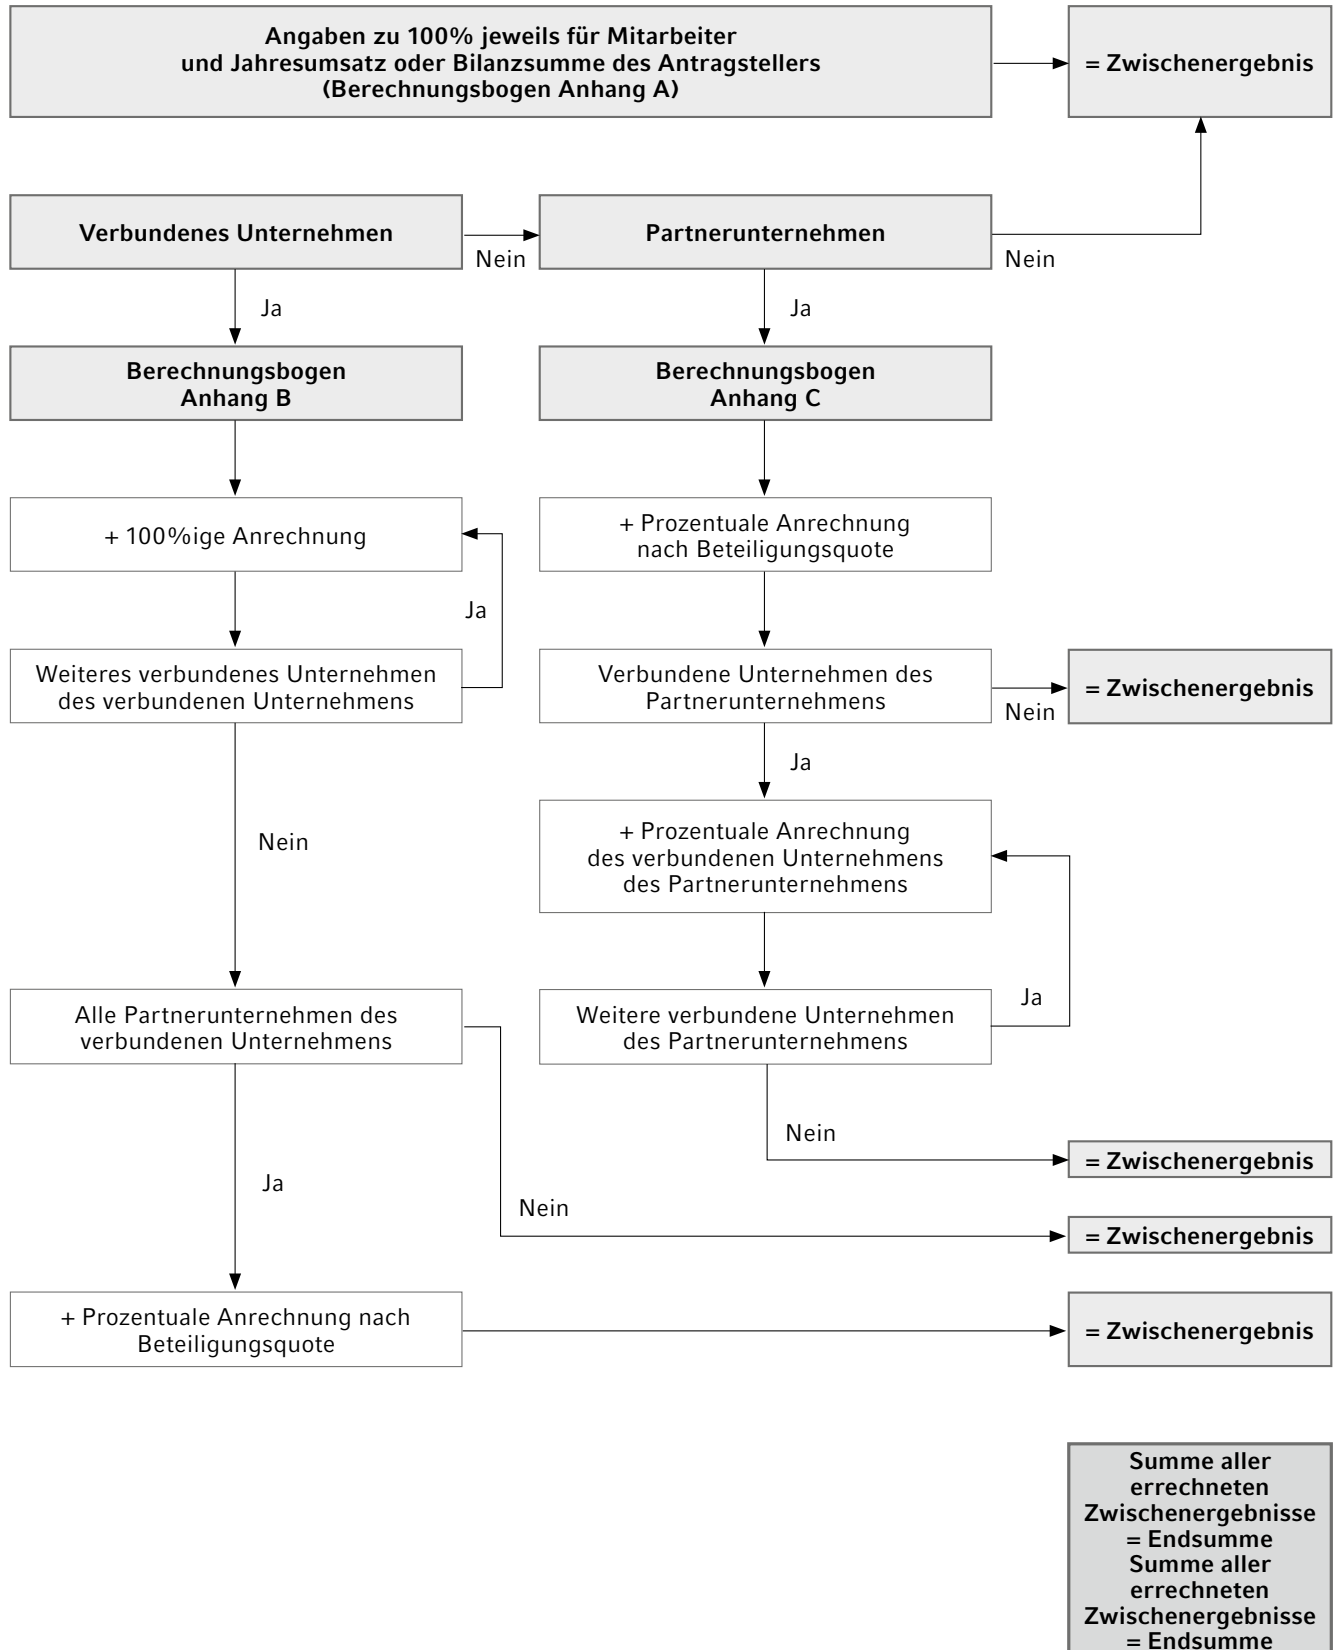 Angaben zu 100% jeweils für Mitarbeiter
und Jahresumsatz oder Bilanzsumme des Antragstellers
(Berechnungsbogen Anhang A)
= Zwischenergebnis
Verbundenes Unternehmen
Nein
Partnerunternehmen
Nein
Ja
Ja
Berechnungsbogen
Anhang B
Berechnungsbogen
Anhang C
+ 100%ige Anrechnung
+ Prozentuale Anrechnung
nach Beteiligungsquote
Ja
Weiteres verbundenes Unternehmen
des verbundenen Unternehmens
Verbundene Unternehmen des
Partnerunternehmens
Nein
= Zwischenergebnis
Ja
Nein
+ Prozentuale Anrechnung
des verbundenen Unternehmens
des Partnerunternehmens
Ja
Alle Partnerunternehmen des
verbundenen Unternehmens
Weitere verbundene Unternehmen
des Partnerunternehmens
Nein
= Zwischenergebnis
Ja
Nein
= Zwischenergebnis
+ Prozentuale Anrechnung nach
Beteiligungsquote
= Zwischenergebnis
Summe aller
errechneten
Zwischenergebnisse
= Endsumme
Summe aller
errechneten
Zwischenergebnisse
= Endsumme